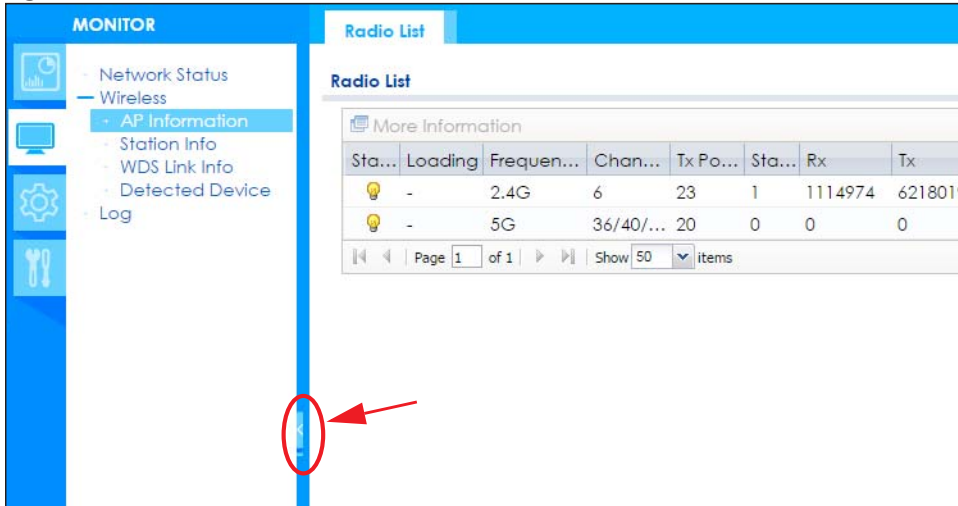 MONITOR
Network Status
Wireless
AP Information
Station Info
WDS Link Info
Detected Device
Log
Radio List
Radio List
More Information
Sta... Loading Frequen... Chan... Tx Po... Sta... Rx Tx
- 2.4G 6 23 1 1114974 621801
- 5G 36/40/... 20 0 0 0
Page 1 of 1 Show 50 items